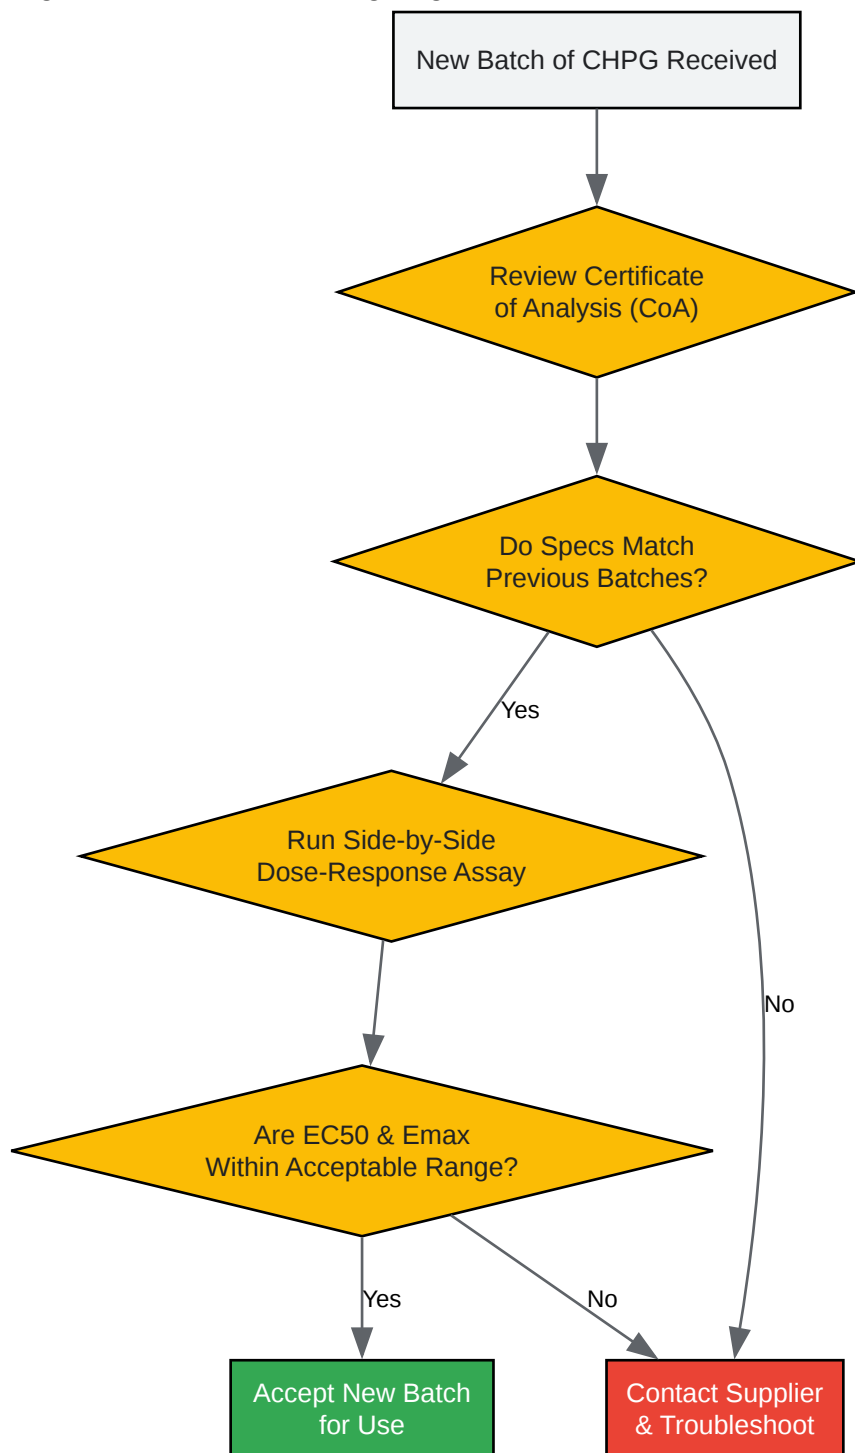 New Batch of CHPG Received
Review Certificate
of Analysis (CoA)
Do Specs Match
Previous Batches?
Yes
Run Side-by-Side
Dose-Response Assay
No
Are EC50 & Emax
Within Acceptable Range?
Yes
No
Accept New Batch
for Use
Contact Supplier
& Troubleshoot